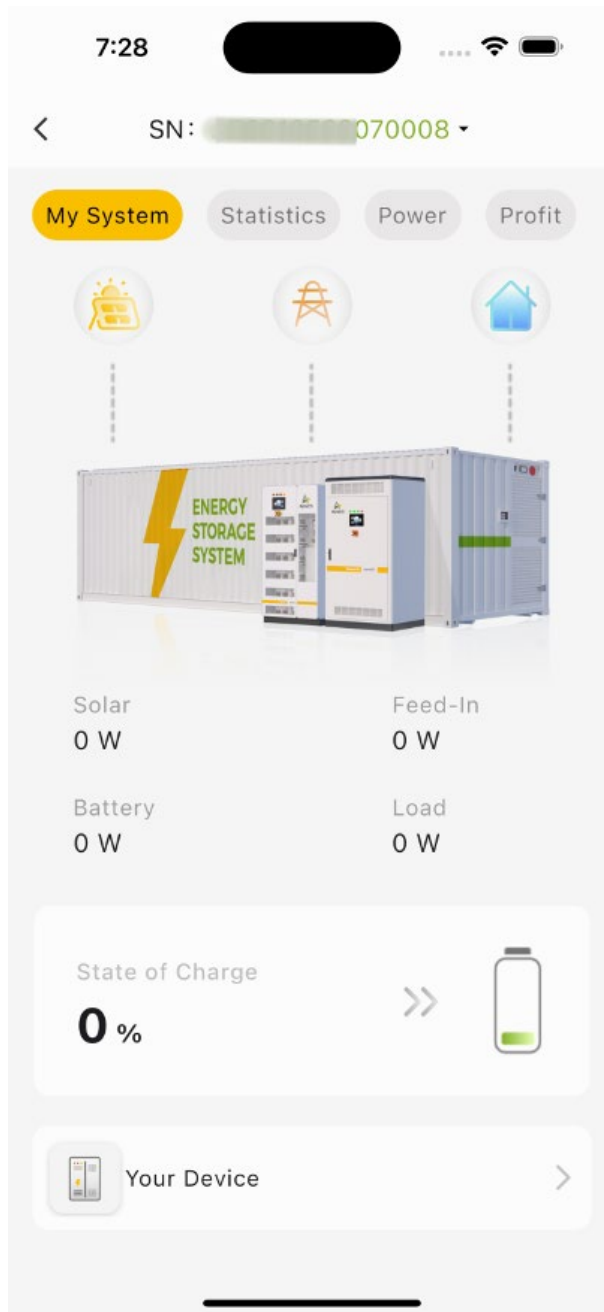 7:28
SN: 070008
My System Statistics Power Profit
ENERGY
STORAGE
SYSTEM
Solar Feed-In
0 W 0 W
Battery Load
0 W 0 W
State of Charge
0 %
Your Device